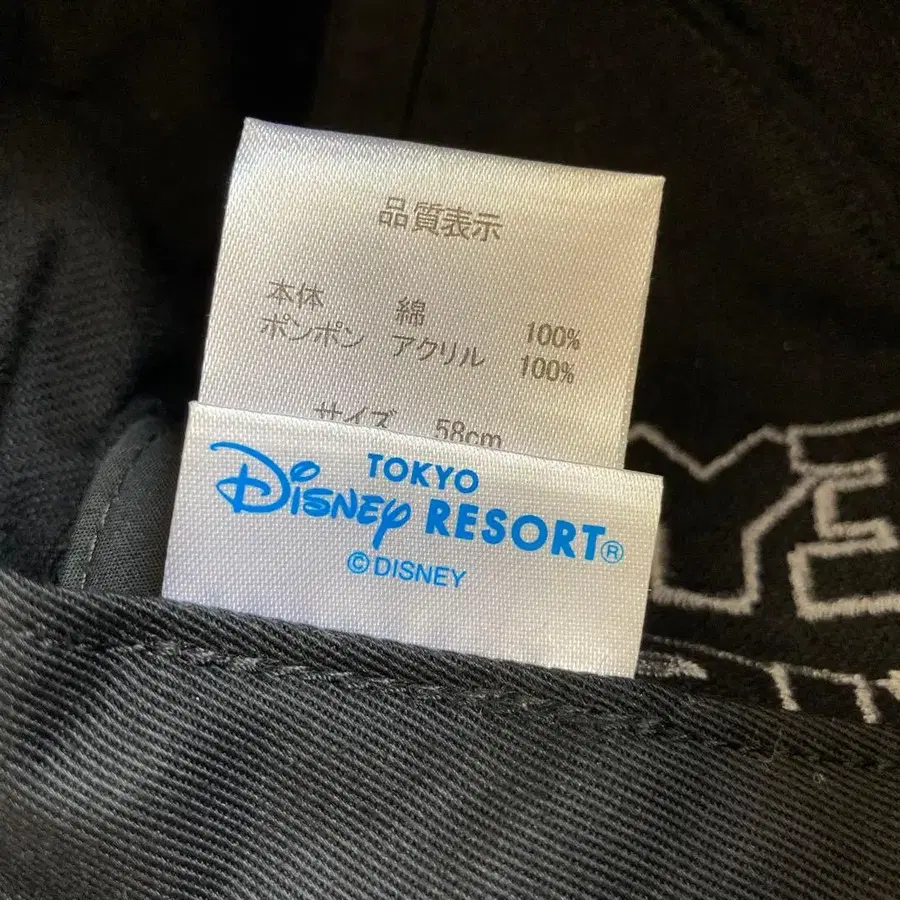 品質表示
本体 綿 100%
ポンポン アクリル 100%
サイズ 58cm
TOKYO
DISNEY RESORT®
©DISNEY